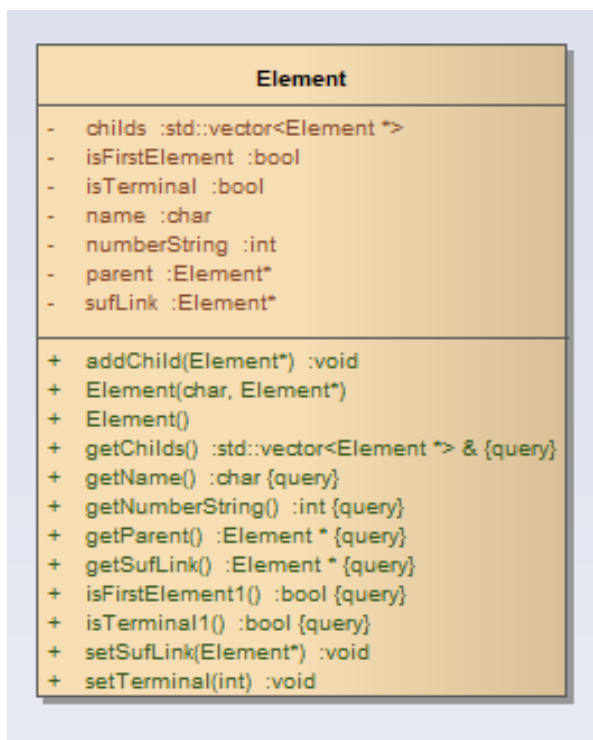 Element
- childs :std::vector<Element *>
- isFirstElement :bool
- isTerminal :bool
- name :char
- numberString :int
- parent :Element*
- sufLink :Element*
+ addChild(Element*) :void
+ Element(char, Element*)
+ Element()
+ getChilds() :std::vector<Element *> & {query}
+ getName() :char {query}
+ getNumberString() :int {query}
+ getParent() :Element * {query}
+ getSufLink() :Element * {query}
+ isFirstElement1() :bool {query}
+ isTerminal1() :bool {query}
+ setSufLink(Element*) :void
+ setTerminal(int) :void